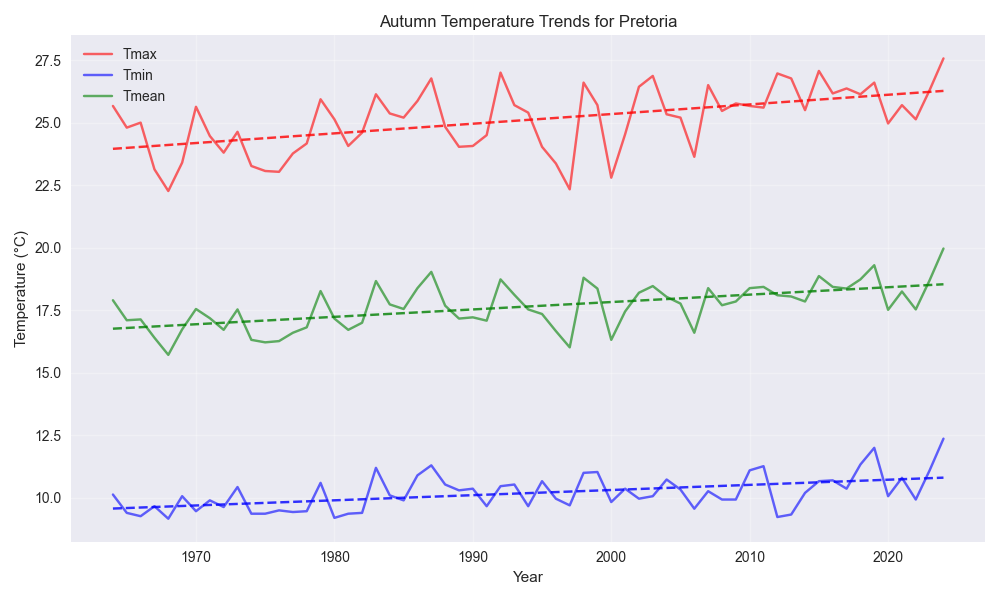 Autumn Temperature Trends for Pretoria
Tmax
Tmin
Tmean
Temperature (°C)
27.5
25.0
22.5
20.0
17.5
15.0
12.5
10.0
1970 1980 1990 2000 2010 2020
Year